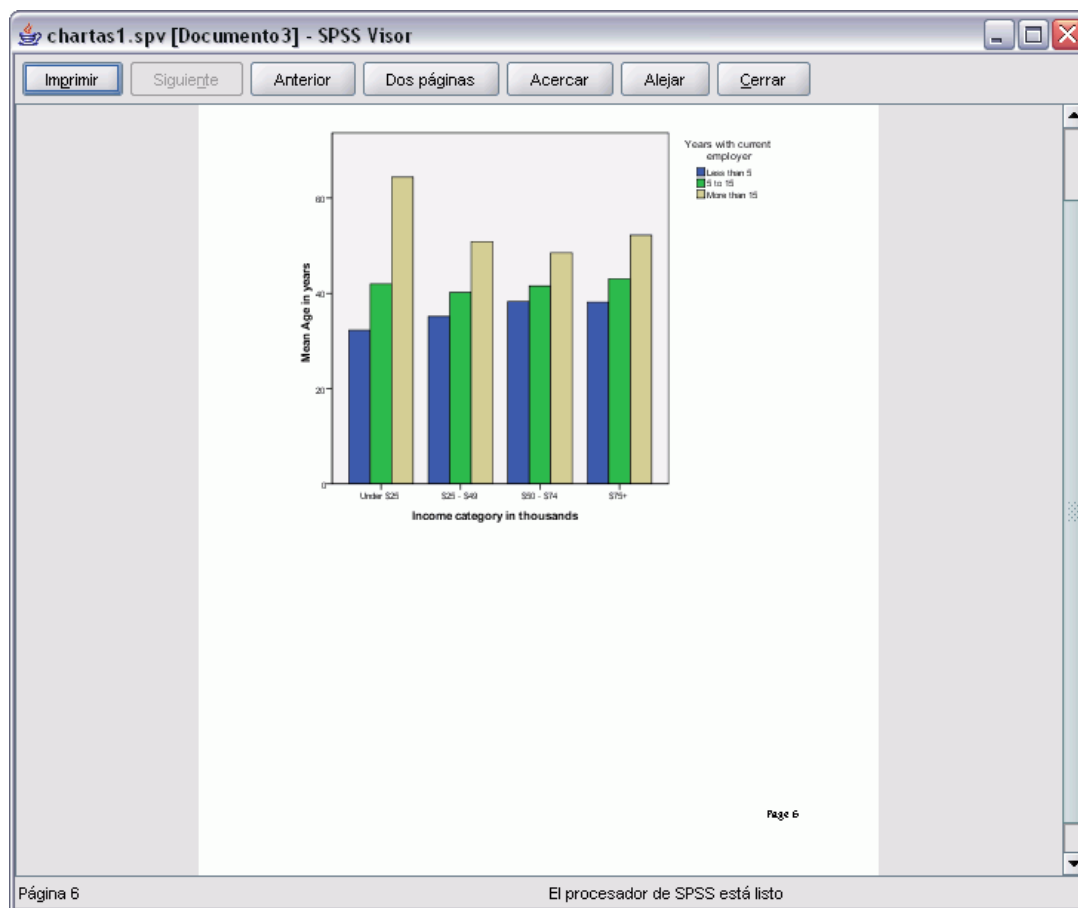 chartas1.spv [Documento3] - SPSS Visor
Imprimir Siguiente Anterior Dos páginas Acercar Alejar Cerrar
Years with current
employer
Less than 5
5 to 15
More than 15
Mean Age in years
60
40
20
0
Under $25 $25 - $49 $50 - $74 $75+
Income category in thousands
Page 6
Página 6 El procesador de SPSS está listo